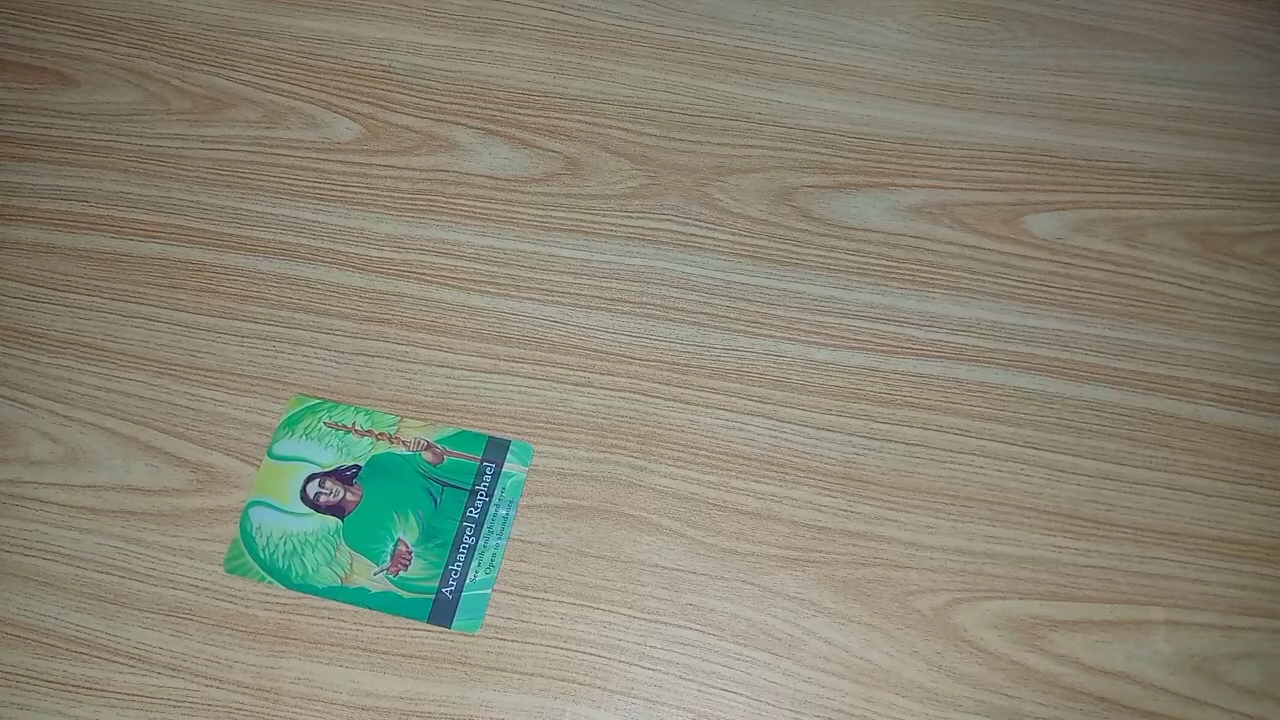 Archangel Raphael
See with enlightened eyes.
Open to abundance.